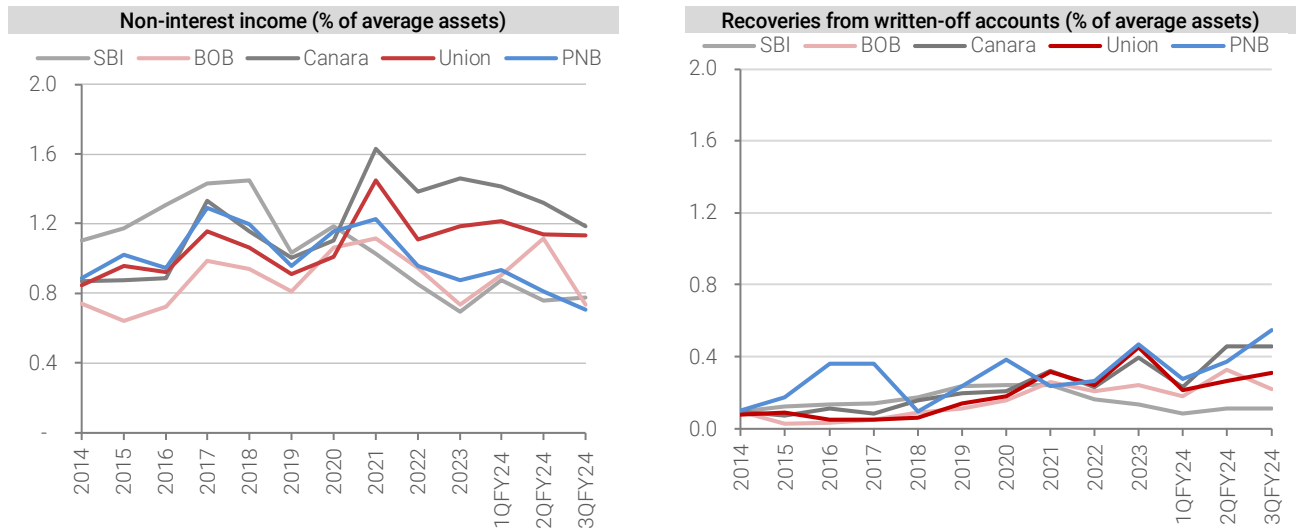 Non-interest income (% of average assets)
SBI BOB Canara Union PNB
2.0
1.6
1.2
0.8
0.4
-
2014 2015 2016 2017 2018 2019 2020 2021 2022 2023 1QFY24 2QFY24 3QFY24
Recoveries from written-off accounts (% of average assets)
SBI BOB Canara Union PNB
2.0
1.6
1.2
0.8
0.4
0.0
2014 2015 2016 2017 2018 2019 2020 2021 2022 2023 1QFY24 2QFY24 3QFY24